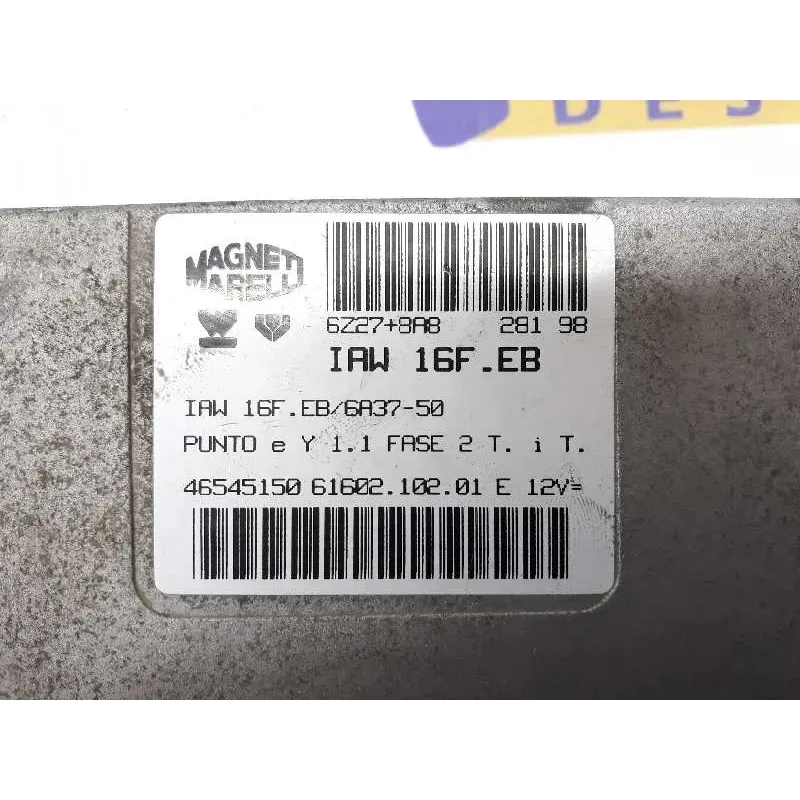 DES
MAGNETI
MARELLI
6Z27+8A8 281 98
IAW 16F.EB
IAW 16F.EB/6A37-50
PUNTO e Y 1.1 FASE 2 T. i T.
46545150 61602.102.01 E 12V=